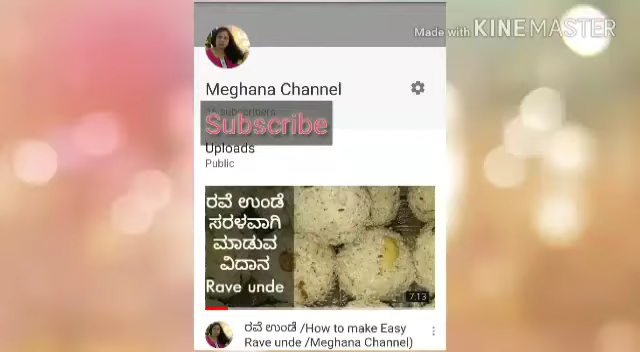 Made with KINEMASTER
Meghana Channel
subscribers
Subscribe
Uploads
Public
ರವೆ ಉಂಡೆ
ಸರಳವಾಗಿ
ಮಾಡುವ
ವಿದಾನ
Rave unde
7:13
ರವೆ ಉಂಡೆ /How to make Easy
Rave unde /Meghana Channel)